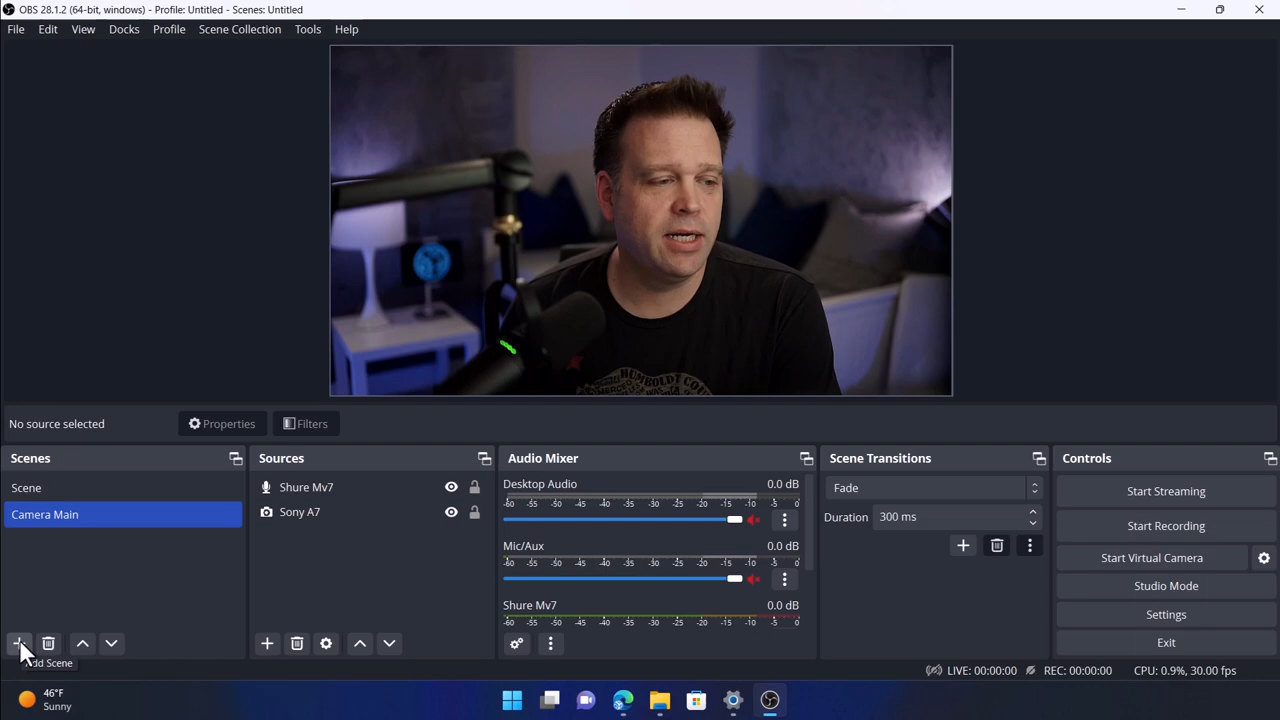 OBS 28.1.2 (64-bit, windows) - Profile: Untitled - Scenes: Untitled
File Edit View Docks Profile Scene Collection Tools Help
HUMBOLDT COU
No source selected Properties Filters
Scenes
Scene
Camera Main
Add Scene
Sources
Shure Mv7
Sony A7
Audio Mixer
Desktop Audio 0.0 dB
-60 -55 -50 -45 -40 -35 -30 -25 -20 -15 -10 -5 0
Mic/Aux 0.0 dB
-60 -55 -50 -45 -40 -35 -30 -25 -20 -15 -10 -5 0
Shure Mv7 0.0 dB
-60 -55 -50 -45 -40 -35 -30 -25 -20 -15 -10 -5 0
Scene Transitions
Fade
Duration 300 ms
Controls
Start Streaming
Start Recording
Start Virtual Camera
Studio Mode
Settings
Exit
LIVE: 00:00:00 REC: 00:00:00 CPU: 0.9%, 30.00 fps
46°F
Sunny